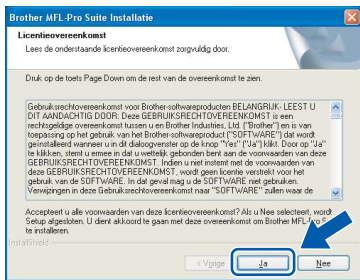 Brother MFL-Pro Suite Installatie
Licentieovereenkomst
Lees de onderstaande licentieovereenkomst zorgvuldig door.
Druk op de toets Page Down om de rest van de overeenkomst te zien.
Gebruiksrechtovereenkomst voor Brother-softwareproducten BELANGRIJK- LEEST U
DIT AANDACHTIG DOOR: Deze GEBRUIKSRECHTOVEREENKOMST is een
rechtsgeldige overeenkomst tussen u en Brother Industries, Ltd. ("Brother") en is van
toepassing op het gebruik van het Brother-softwareproduct ("SOFTWARE") dat wordt
geïnstalleerd wanneer u in dit dialoogvenster op de knop "Yes" ("Ja") klikt. Door op "Ja"
te klikken, stemt u ermee in dat u wettelijk gebonden bent aan de voorwaarden van deze
GEBRUIKSRECHTOVEREENKOMST. Indien u niet instemt met de voorwaarden van
deze GEBRUIKSRECHTOVEREENKOMST, wordt geen licentie verstrekt voor het
gebruik van de SOFTWARE. In dat geval mag u de SOFTWARE niet gebruiken.
Verwijzingen in deze Gebruiksrechtovereenkomst naar "SOFTWARE" zullen waar de
Accepteert u alle voorwaarden van deze licentieovereenkomst? Als u Nee selecteert, wordt
Setup afgesloten. U dient akkoord te gaan met deze overeenkomst om Brother MFL-Pro S
te installeren.
InstallShield
< Vorige
Ja
Nee